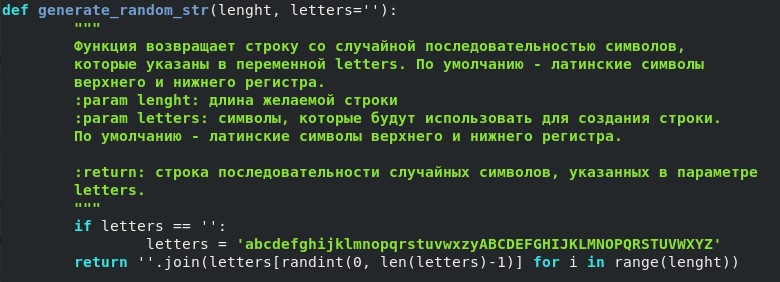 def generate_random_str(lenght, letters=''):
"""
Функция возвращает строку со случайной последовательностью символов,
которые указаны в переменной letters. По умолчанию - латинские символы
верхнего и нижнего регистра.
:param lenght: длина желаемой строки
:param letters: символы, которые будут использовать для создания строки.
По умолчанию - латинские символы верхнего и нижнего регистра.
:return: строка последовательности случайных символов, указанных в параметре
letters.
"""
if letters == '':
letters = 'abcdefghijklmnopqrstuvwxzyABCDEFGHIJKLMNOPQRSTUVWXYZ'
return ''.join(letters[randint(0, len(letters)-1)] for i in range(lenght))